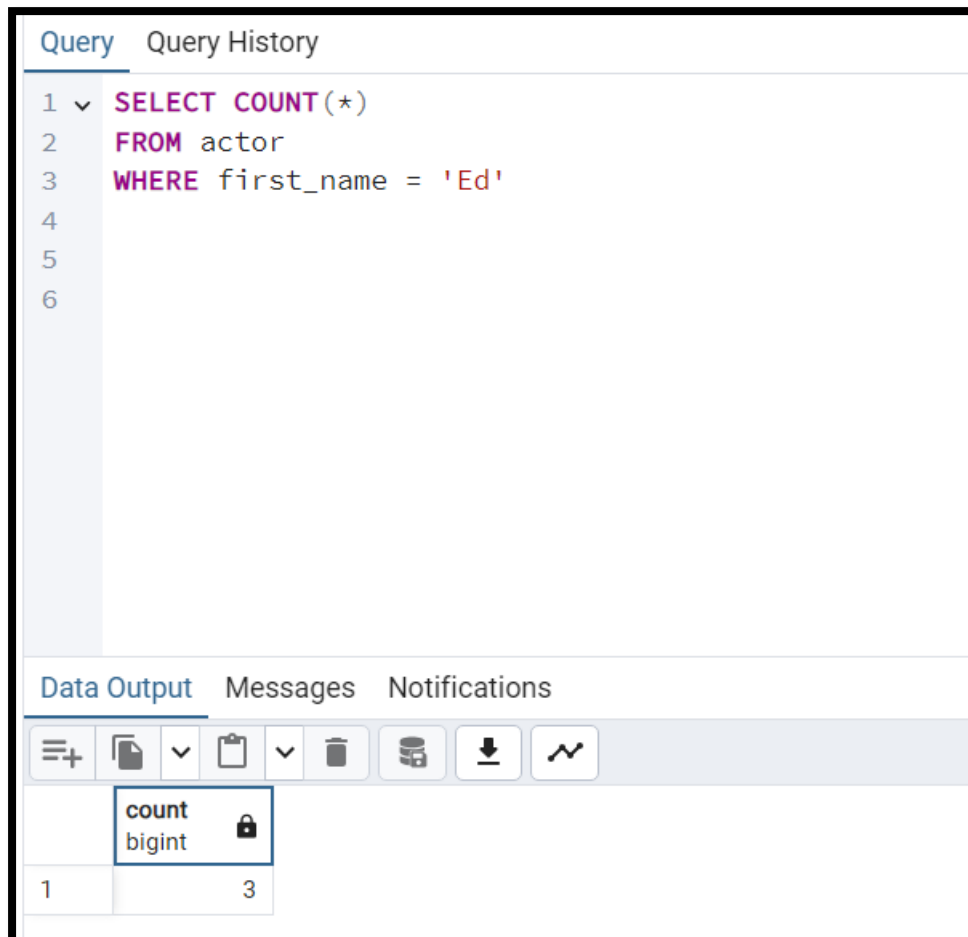 Query Query History
1 SELECT COUNT(*)
2 FROM actor
3 WHERE first_name = 'Ed'
4
5
6
Data Output Messages Notifications
count
bigint
1 3